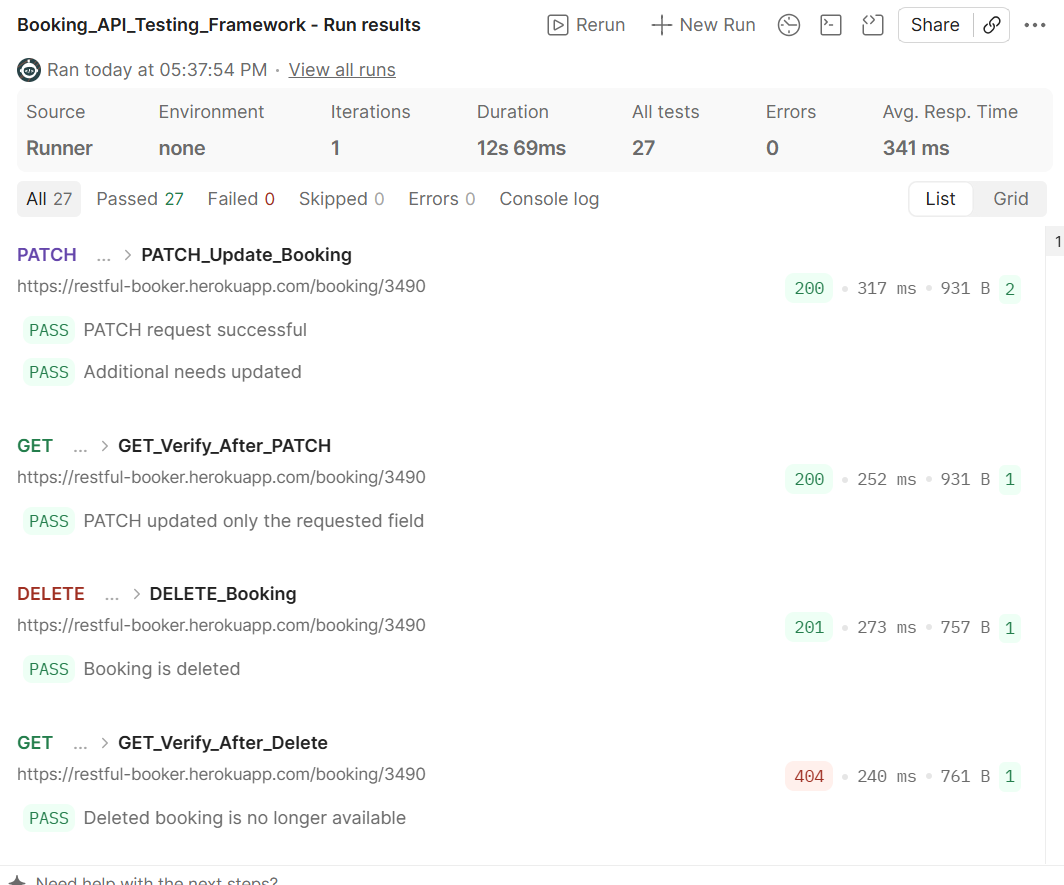 Booking_API_Testing_Framework - Run results
Rerun
New Run
Share
Ran today at 05:37:54 PM · View all runs
Source Environment Iterations Duration All tests Errors Avg. Resp. Time
Runner none 1 12s 69ms 27 0 341 ms
All 27 Passed 27 Failed 0 Skipped 0 Errors 0 Console log
List Grid
1
PATCH ... > PATCH_Update_Booking
https://restful-booker.herokuapp.com/booking/3490
200 • 317 ms • 931 B 2
PASS PATCH request successful
PASS Additional needs updated
GET ... > GET_Verify_After_PATCH
https://restful-booker.herokuapp.com/booking/3490
200 • 252 ms • 931 B 1
PASS PATCH updated only the requested field
DELETE ... > DELETE_Booking
https://restful-booker.herokuapp.com/booking/3490
201 • 273 ms • 757 B 1
PASS Booking is deleted
GET ... > GET_Verify_After_Delete
https://restful-booker.herokuapp.com/booking/3490
404 • 240 ms • 761 B 1
PASS Deleted booking is no longer available
Need help with the next steps?